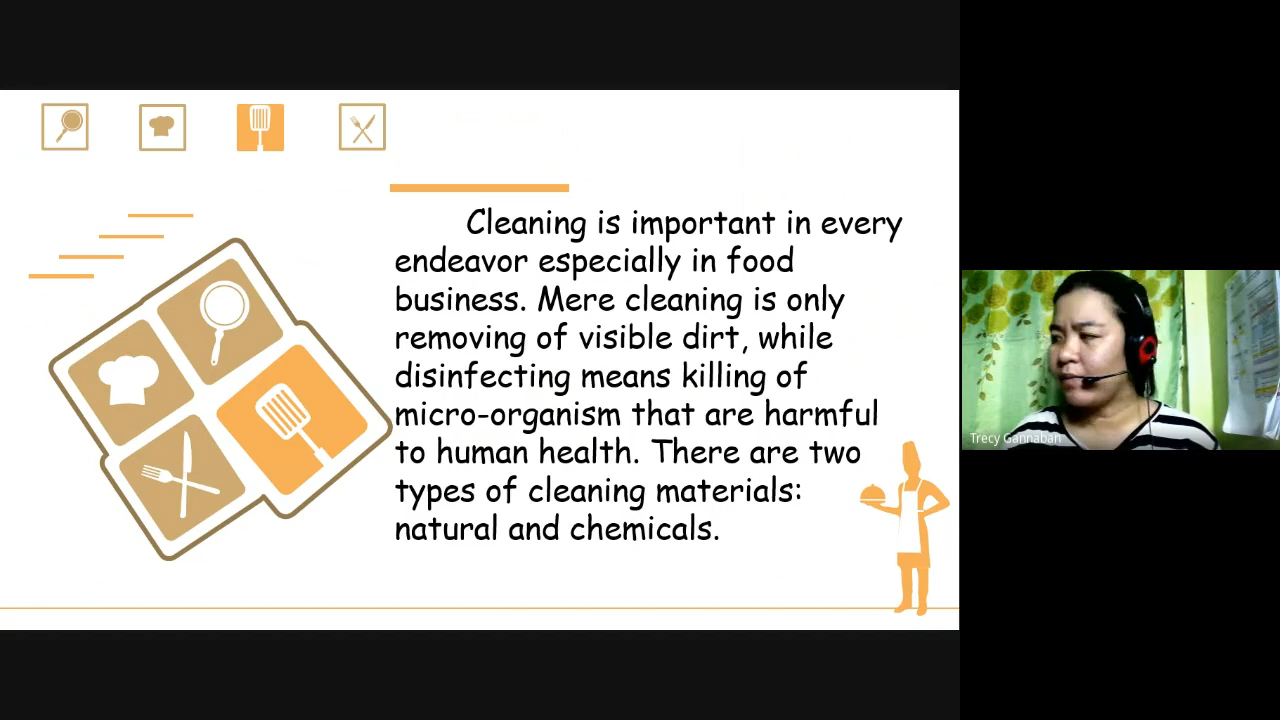 Cleaning is important in every
endeavor especially in food
business. Mere cleaning is only
removing of visible dirt, while
disinfecting means killing of
micro-organism that are harmful
to human health. There are two
types of cleaning materials:
natural and chemicals.
Trecy Gannaban